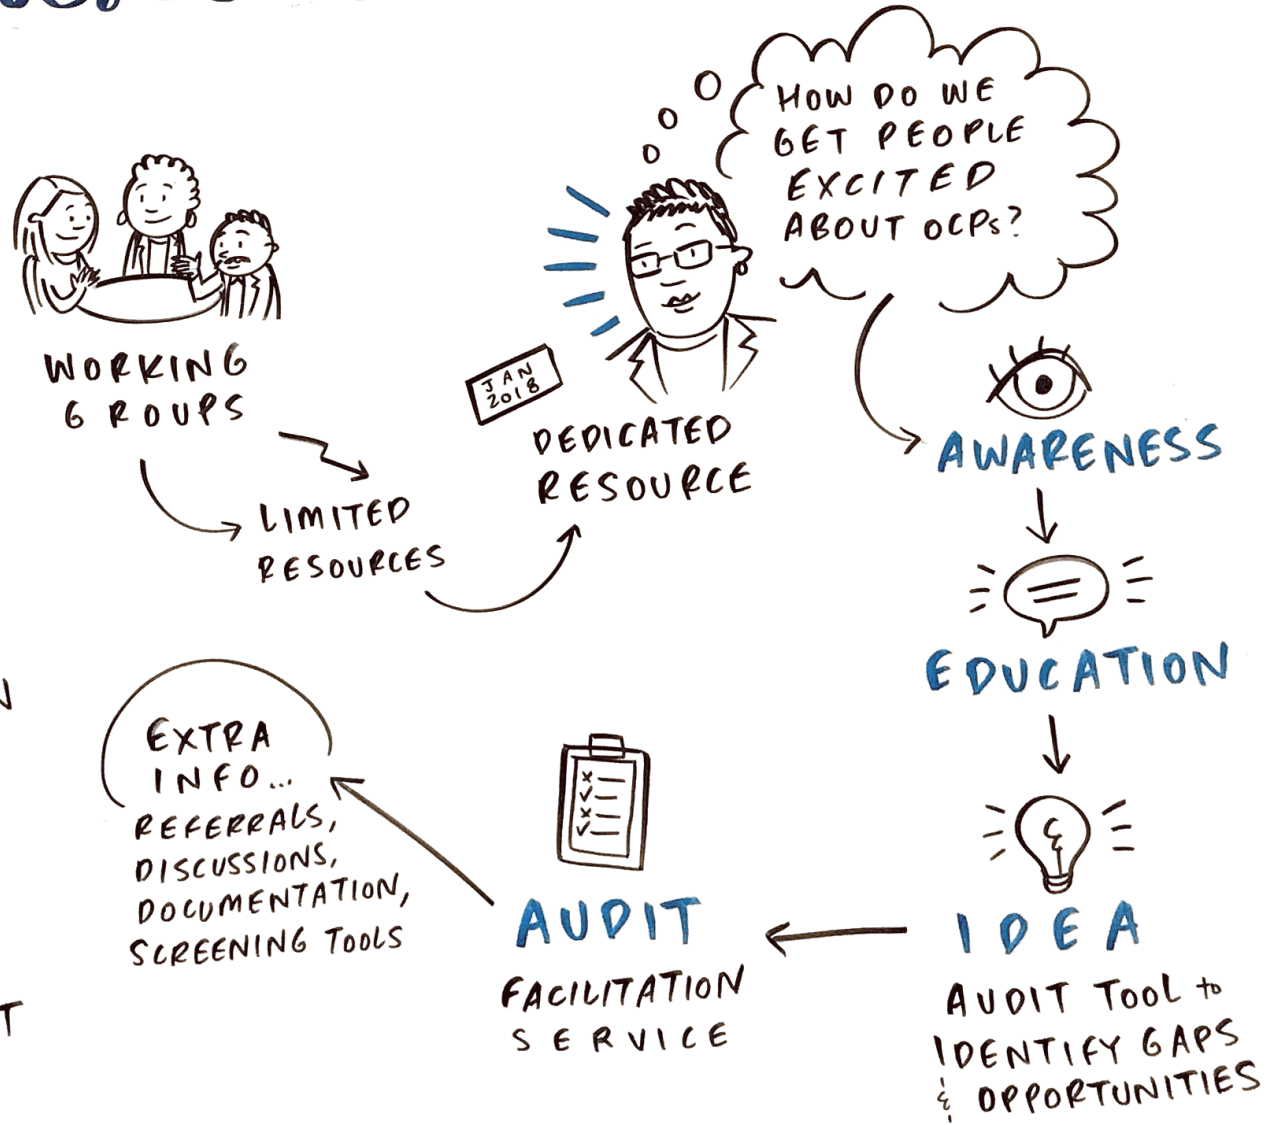 HOW DO WE
GET PEOPLE
EXCITED
ABOUT OCPs?
WORKING
GROUPS
JAN
2018
DEDICATED
RESOURCE
LIMITED
RESOURCES
AWARENESS
EDUCATION
IDEA
AUDIT TOOL to
IDENTIFY GAPS
& OPPORTUNITIES
AUDIT
FACILITATION
SERVICE
EXTRA
INFO...
REFERRALS,
DISCUSSIONS,
DOCUMENTATION,
SCREENING TOOLS
T